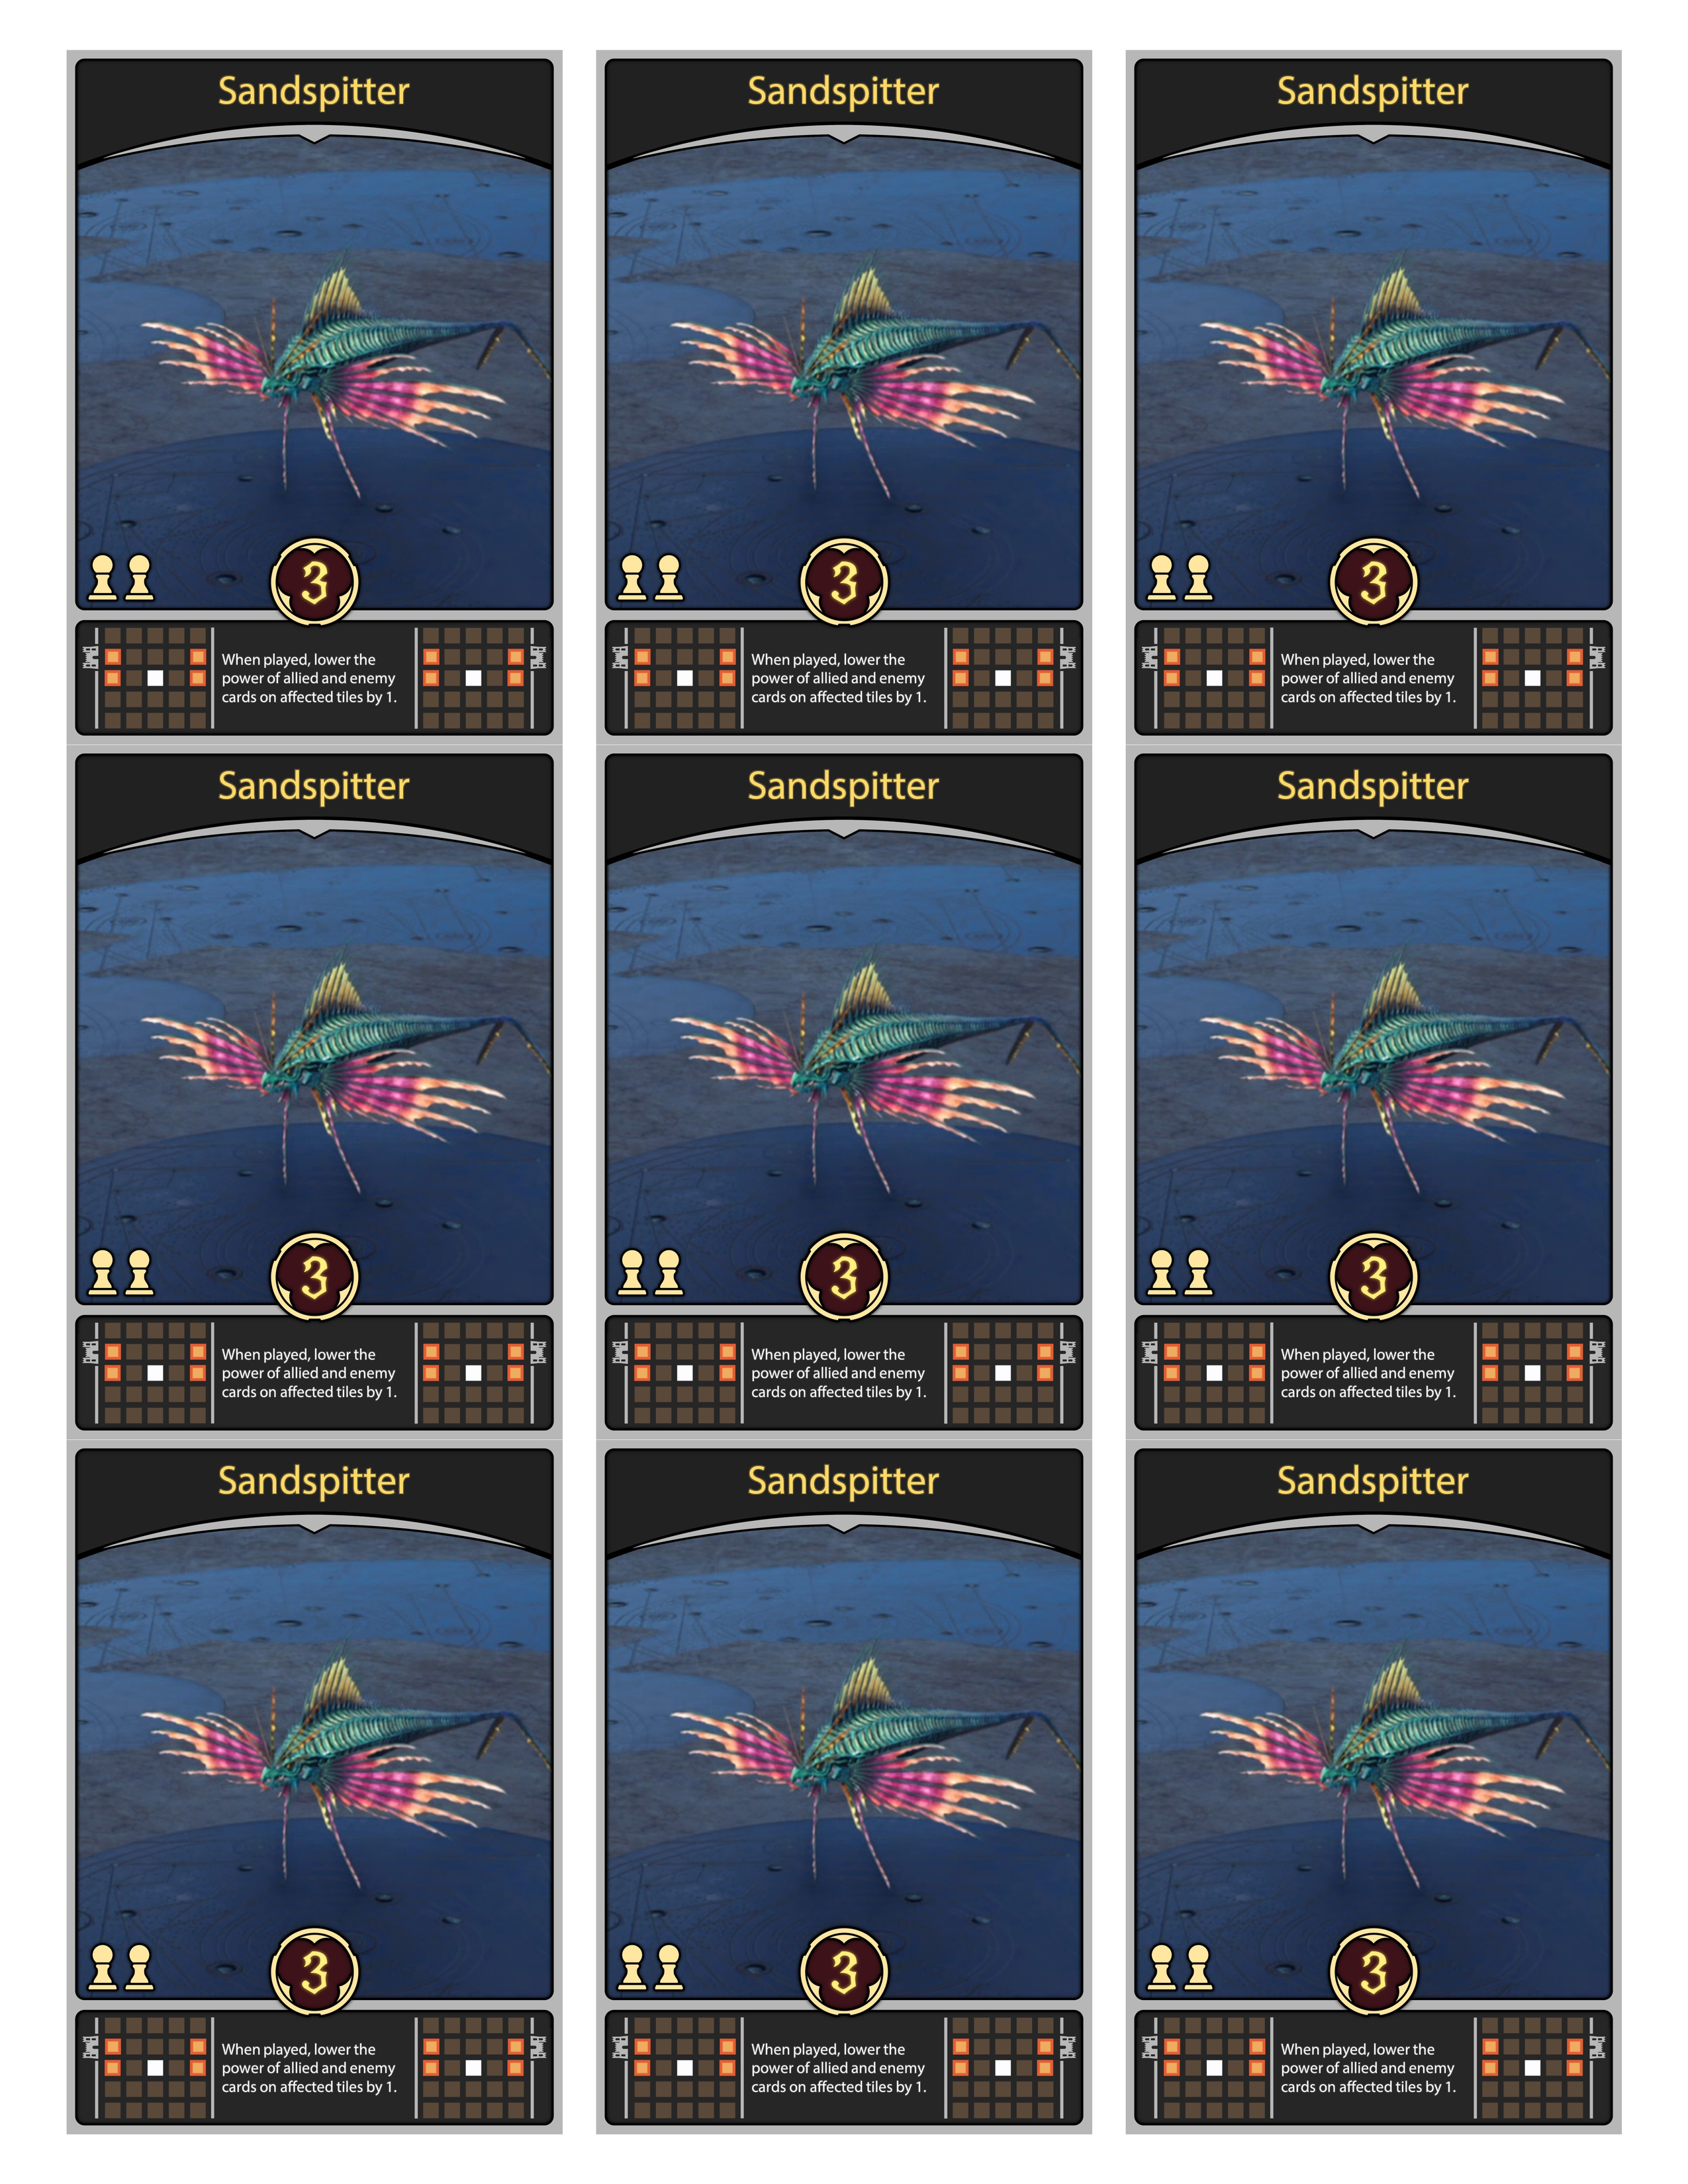 Sandspitter
3
When played, lower the
power of allied and enemy
cards on affected tiles by 1.
Sandspitter
3
When played, lower the
power of allied and enemy
cards on affected tiles by 1.
Sandspitter
3
When played, lower the
power of allied and enemy
cards on affected tiles by 1.
Sandspitter
3
When played, lower the
power of allied and enemy
cards on affected tiles by 1.
Sandspitter
3
When played, lower the
power of allied and enemy
cards on affected tiles by 1.
Sandspitter
3
When played, lower the
power of allied and enemy
cards on affected tiles by 1.
Sandspitter
3
When played, lower the
power of allied and enemy
cards on affected tiles by 1.
Sandspitter
3
When played, lower the
power of allied and enemy
cards on affected tiles by 1.
Sandspitter
3
When played, lower the
power of allied and enemy
cards on affected tiles by 1.